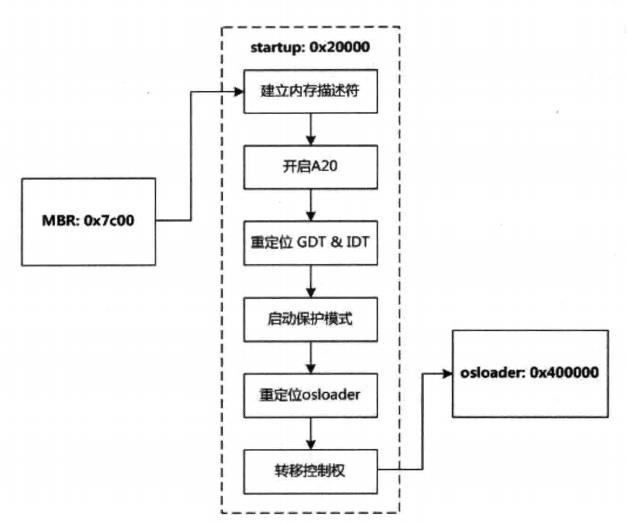 startup: 0x20000
建立内存描述符
开启A20
MBR: 0x7c00
重定位 GDT & IDT
启动保护模式
重定位osloader
osloader: 0x400000
转移控制权